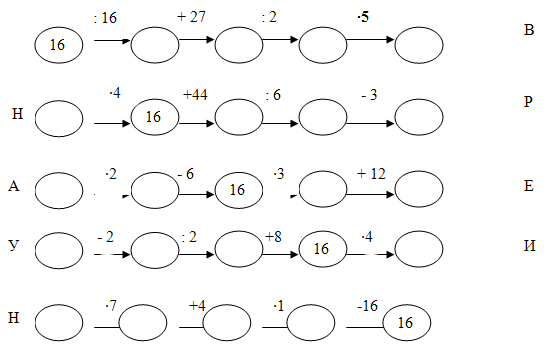 : 16 + 27 : 2 ·5 В
16
·4 +44 : 6 - 3 Р
Н 16
·2 - 6 ·3 + 12
А 16 Е
У - 2 : 2 +8 16 ·4 И
·7 +4 ·1 -16
Н 16